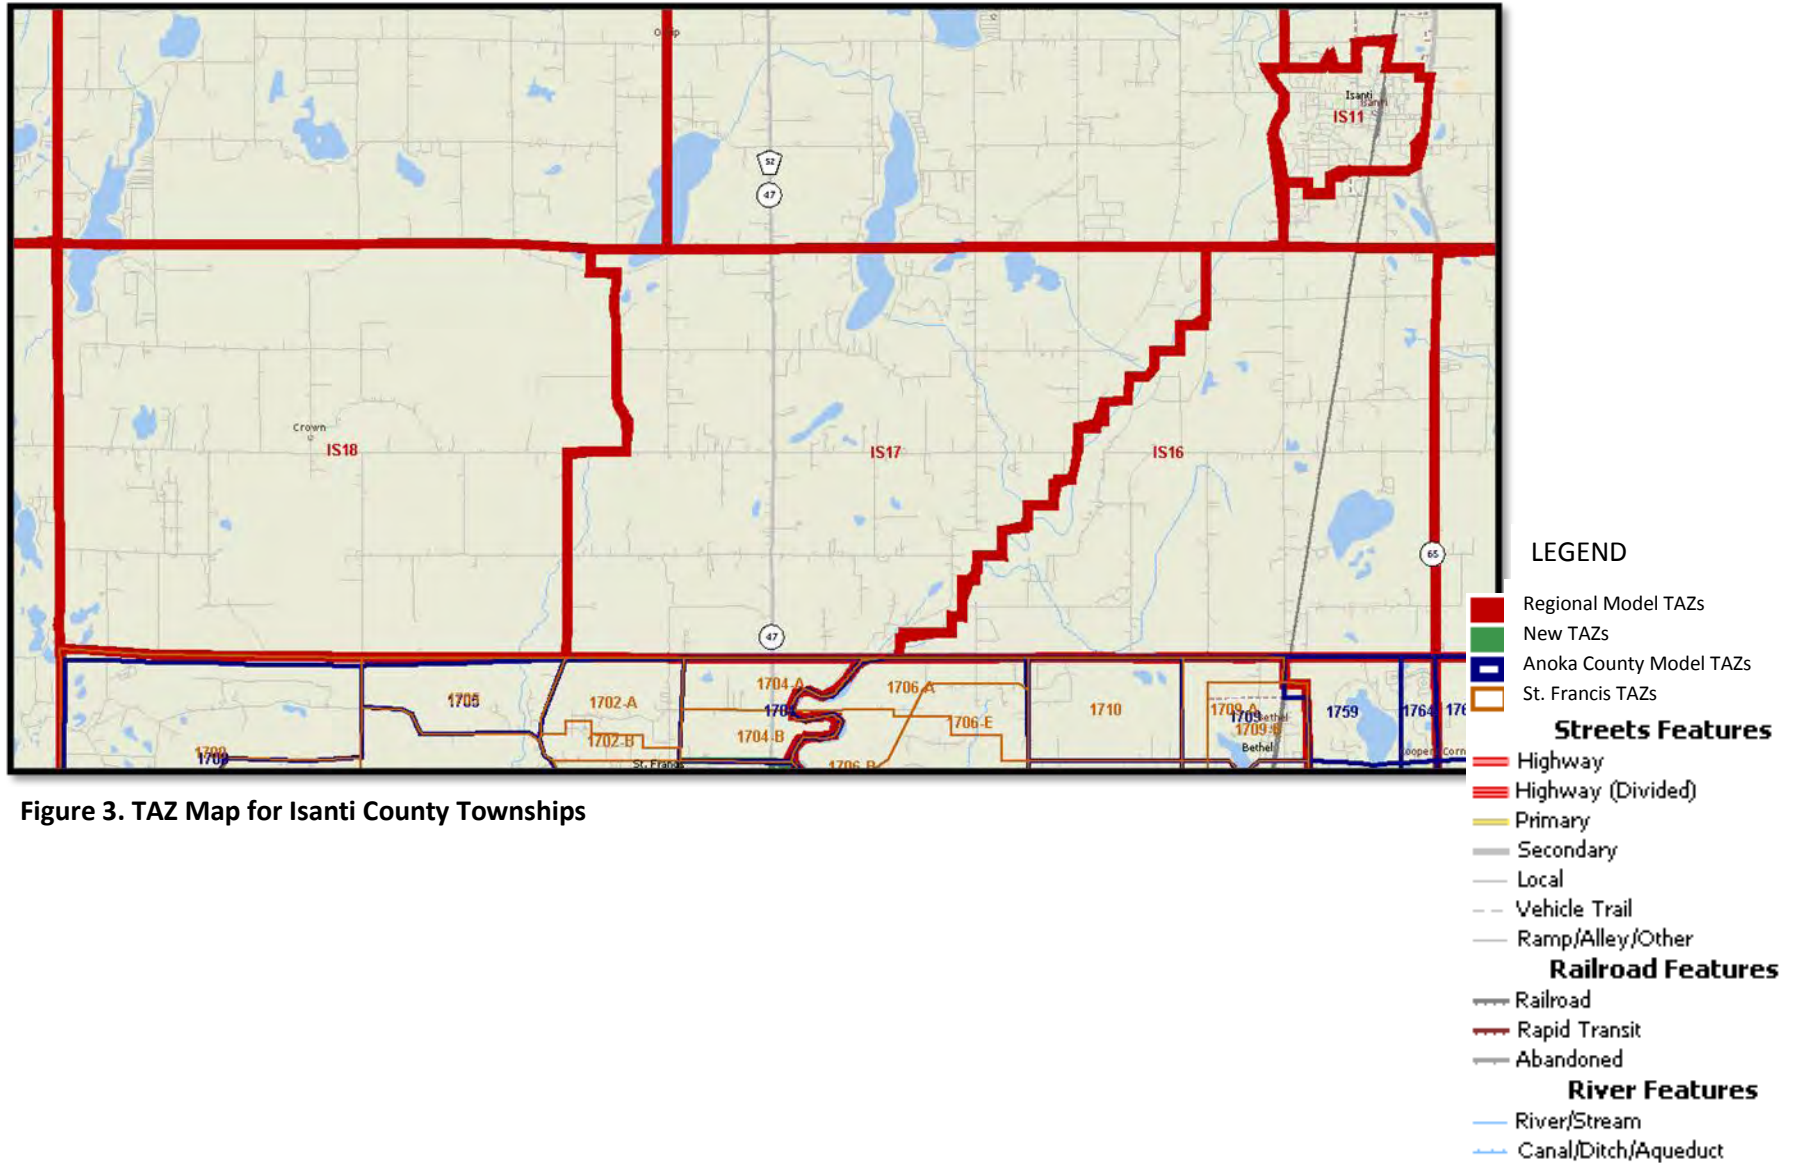 Isanti
IS11
52
47
Crown
IS18
IS17
IS16
65
47
1705
1702-A
1704-A
1706-A
1706-E
1710
1709-A
1709
Bethel
1709-B
1759
1764
1704-B
1702-B
1706-B
Bethel
St. Francis
LEGEND
Regional Model TAZs
New TAZs
Anoka County Model TAZs
St. Francis TAZs
Streets Features
Highway
Highway (Divided)
Primary
Secondary
Local
Vehicle Trail
Ramp/Alley/Other
Railroad Features
Railroad
Rapid Transit
Abandoned
River Features
River/Stream
Canal/Ditch/Aqueduct
Figure 3. TAZ Map for Isanti County Townships